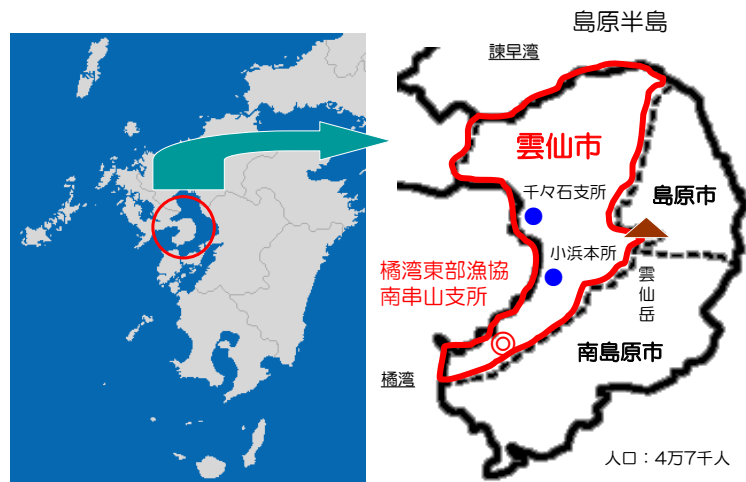 島原半島
諫早湾
雲仙市
千々石支所
島原市
小浜本所
橘湾東部漁協
南串山支所
雲仙岳
南島原市
橘湾
人口：4万7千人